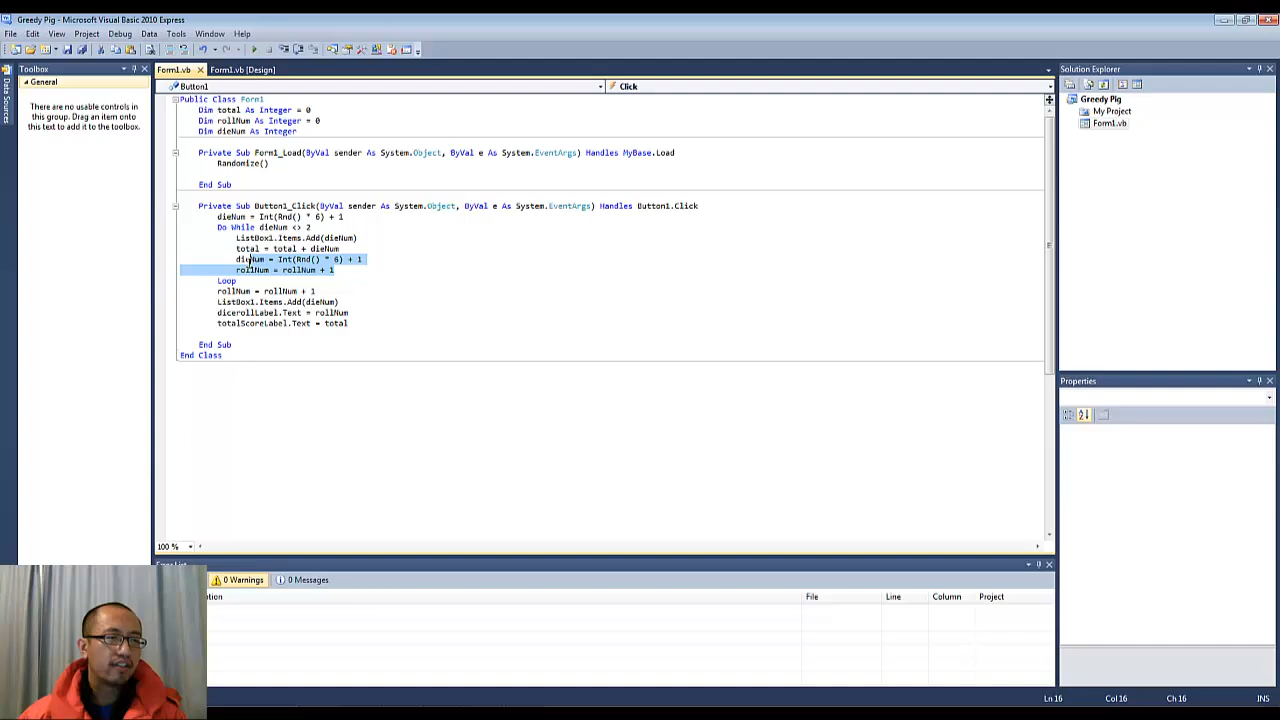 Greedy Pig - Microsoft Visual Basic 2010 Express
File Edit View Project Debug Data Tools Window Help
Toolbox
General
There are no usable controls in
this group. Drag an item onto
this text to add it to the toolbox.
Data Sources
Form1.vb Form1.vb [Design]
Button1 Click
Public Class Form1
Dim total As Integer = 0
Dim rollNum As Integer = 0
Dim dieNum As Integer
Private Sub Form1_Load(ByVal sender As System.Object, ByVal e As System.EventArgs) Handles MyBase.Load
Randomize()
End Sub
Private Sub Button1_Click(ByVal sender As System.Object, ByVal e As System.EventArgs) Handles Button1.Click
dieNum = Int(Rnd() * 6) + 1
Do While dieNum <> 2
ListBox1.Items.Add(dieNum)
total = total + dieNum
dieNum = Int(Rnd() * 6) + 1
rollNum = rollNum + 1
Loop
rollNum = rollNum + 1
ListBox1.Items.Add(dieNum)
dicerollLabel.Text = rollNum
totalScoreLabel.Text = total
End Sub
End Class
100 %
Solution Explorer
Greedy Pig
My Project
Form1.vb
Properties
0 Warnings 0 Messages
File Line Column Project
Ln 16 Col 16 Ch 16 INS